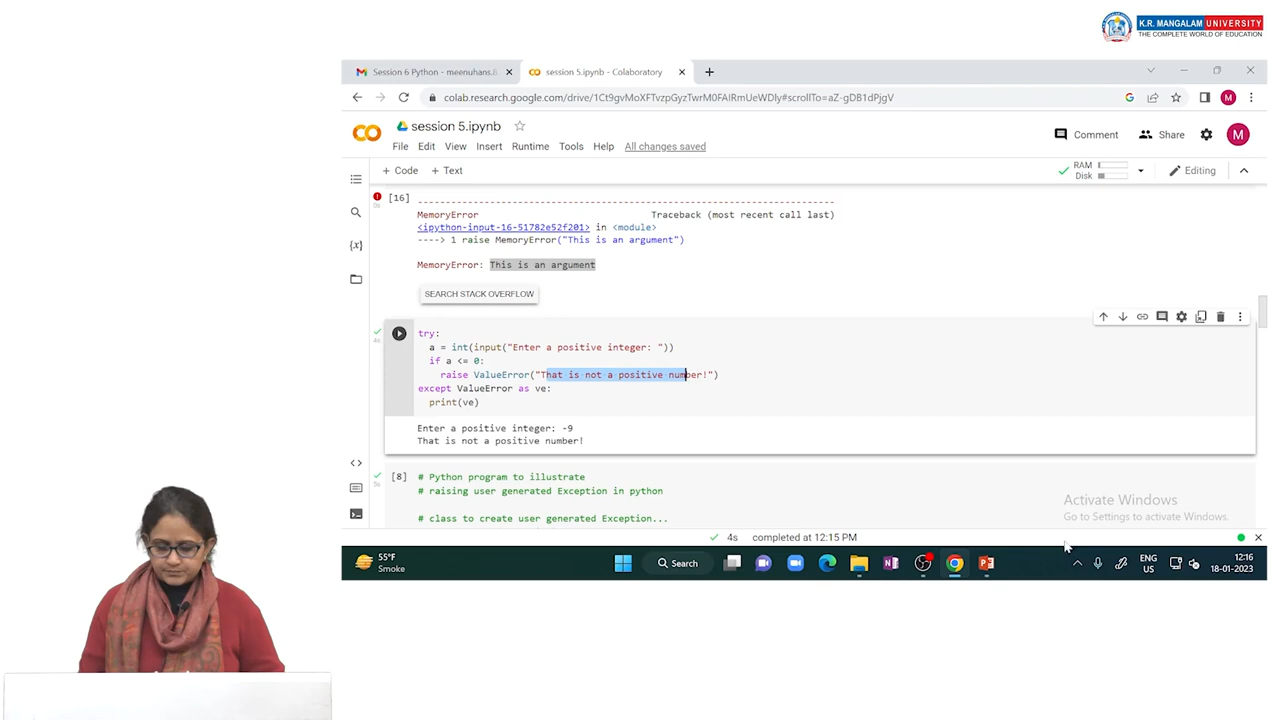 K.R. MANGALAM UNIVERSITY
THE COMPLETE WORLD OF EDUCATION
Session 6 Python - meenuhans.8
session 5.ipynb - Colaboratory
colab.research.google.com/drive/1Ct9gvMoXFTvzpGyzTwrM0FAIRmUeWDly#scrollTo=aZ-gDB1dPjgV
M
session 5.ipynb
Comment
Share
M
File Edit View Insert Runtime Tools Help All changes saved
+ Code + Text
RAM
Disk
Editing
[16]
0s
---------------------------------------------------------------------------
MemoryError Traceback (most recent call last)
<ipython-input-16-51782e52f201> in <module>
----> 1 raise MemoryError("This is an argument")
MemoryError: This is an argument
SEARCH STACK OVERFLOW
4s
try:
a = int(input("Enter a positive integer: "))
if a <= 0:
raise ValueError("That is not a positive number!")
except ValueError as ve:
print(ve)
Enter a positive integer: -9
That is not a positive number!
[8] # Python program to illustrate
5s
# raising user generated Exception in python
# class to create user generated Exception...
Activate Windows
Go to Settings to activate Windows.
4s completed at 12:15 PM
55°F
Smoke
Search
ENG
US
12:16
18-01-2023